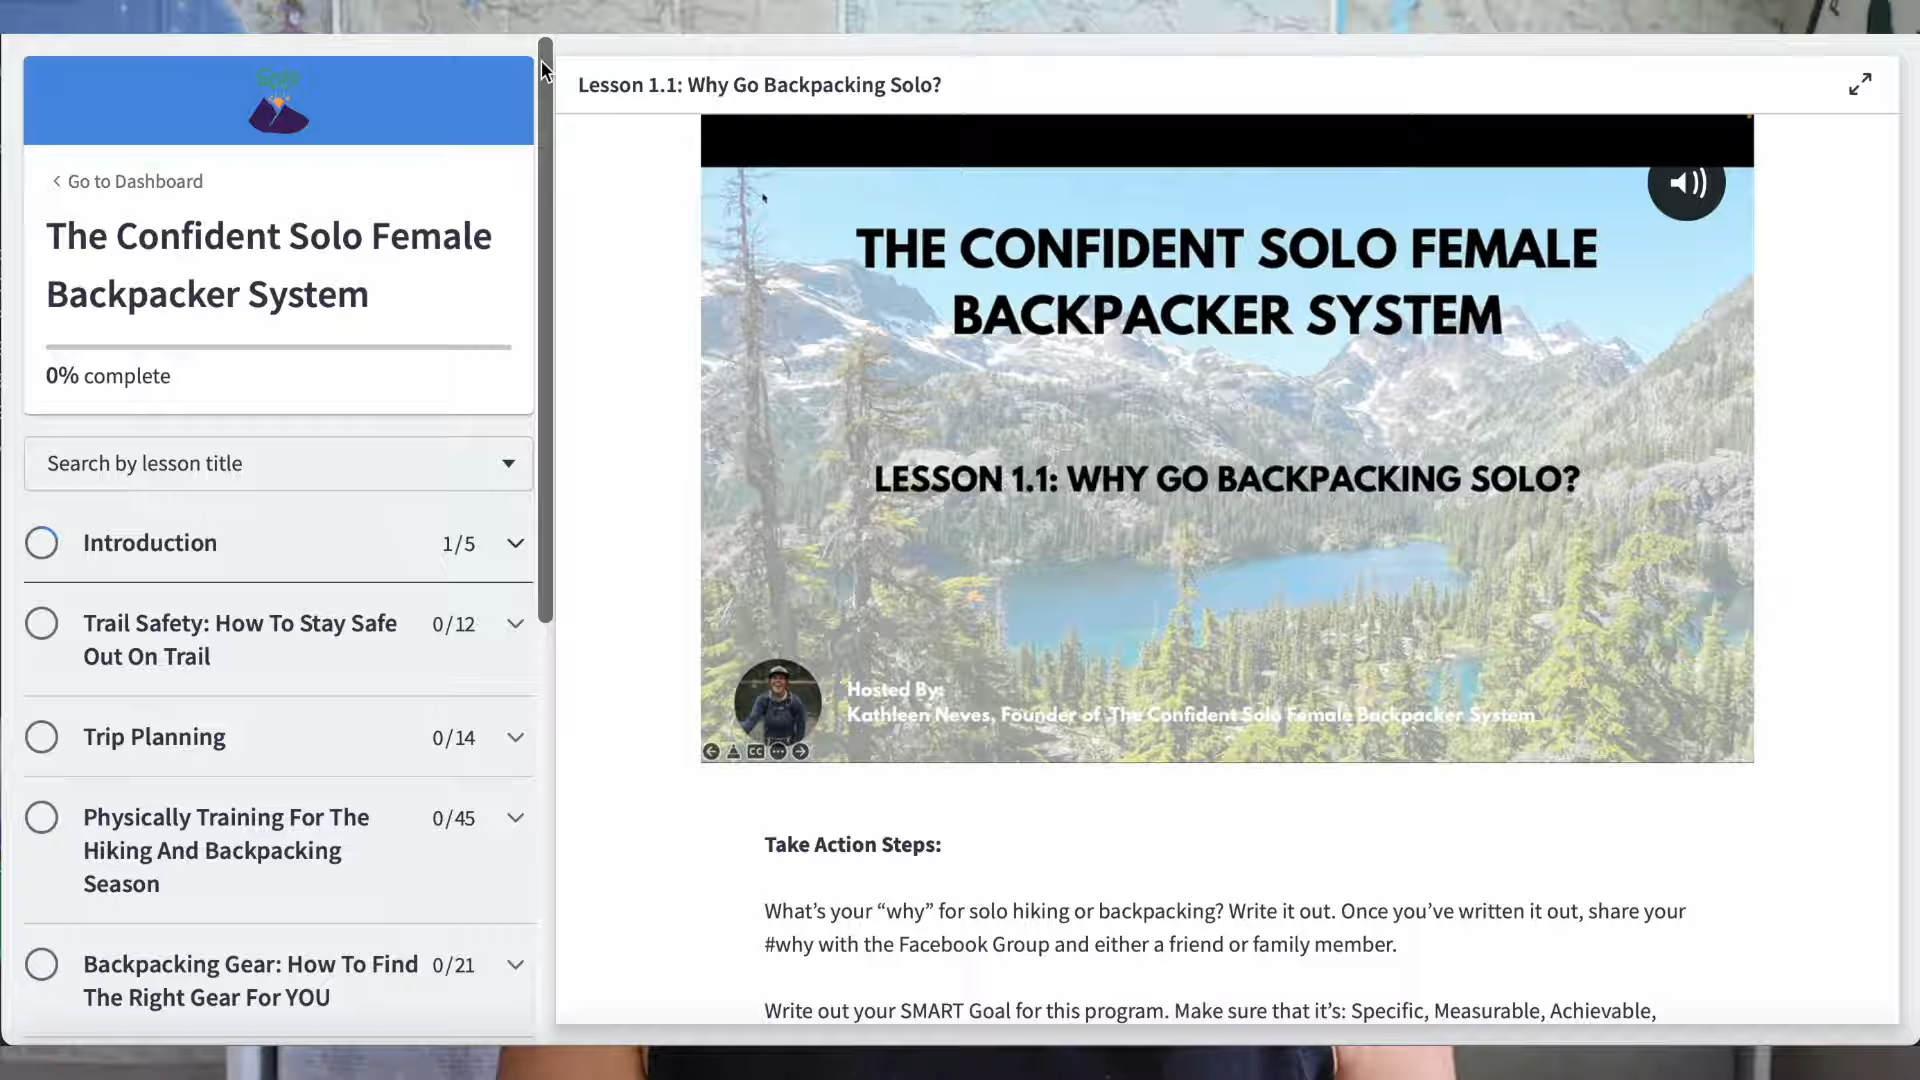 Solo
Go to Dashboard
The Confident Solo Female
Backpacker System
0% complete
Search by lesson title
Introduction 1/5
Trail Safety: How To Stay Safe 0/12
Out On Trail
Trip Planning 0/14
Physically Training For The 0/45
Hiking And Backpacking
Season
Backpacking Gear: How To Find 0/21
The Right Gear For YOU
Lesson 1.1: Why Go Backpacking Solo?
THE CONFIDENT SOLO FEMALE
BACKPACKER SYSTEM
LESSON 1.1: WHY GO BACKPACKING SOLO?
Hosted By:
Kathleen Neves, Founder of The Confident Solo Female Backpacker System
CC
Take Action Steps:
What’s your “why” for solo hiking or backpacking? Write it out. Once you’ve written it out, share your
#why with the Facebook Group and either a friend or family member.
Write out your SMART Goal for this program. Make sure that it’s: Specific, Measurable, Achievable,